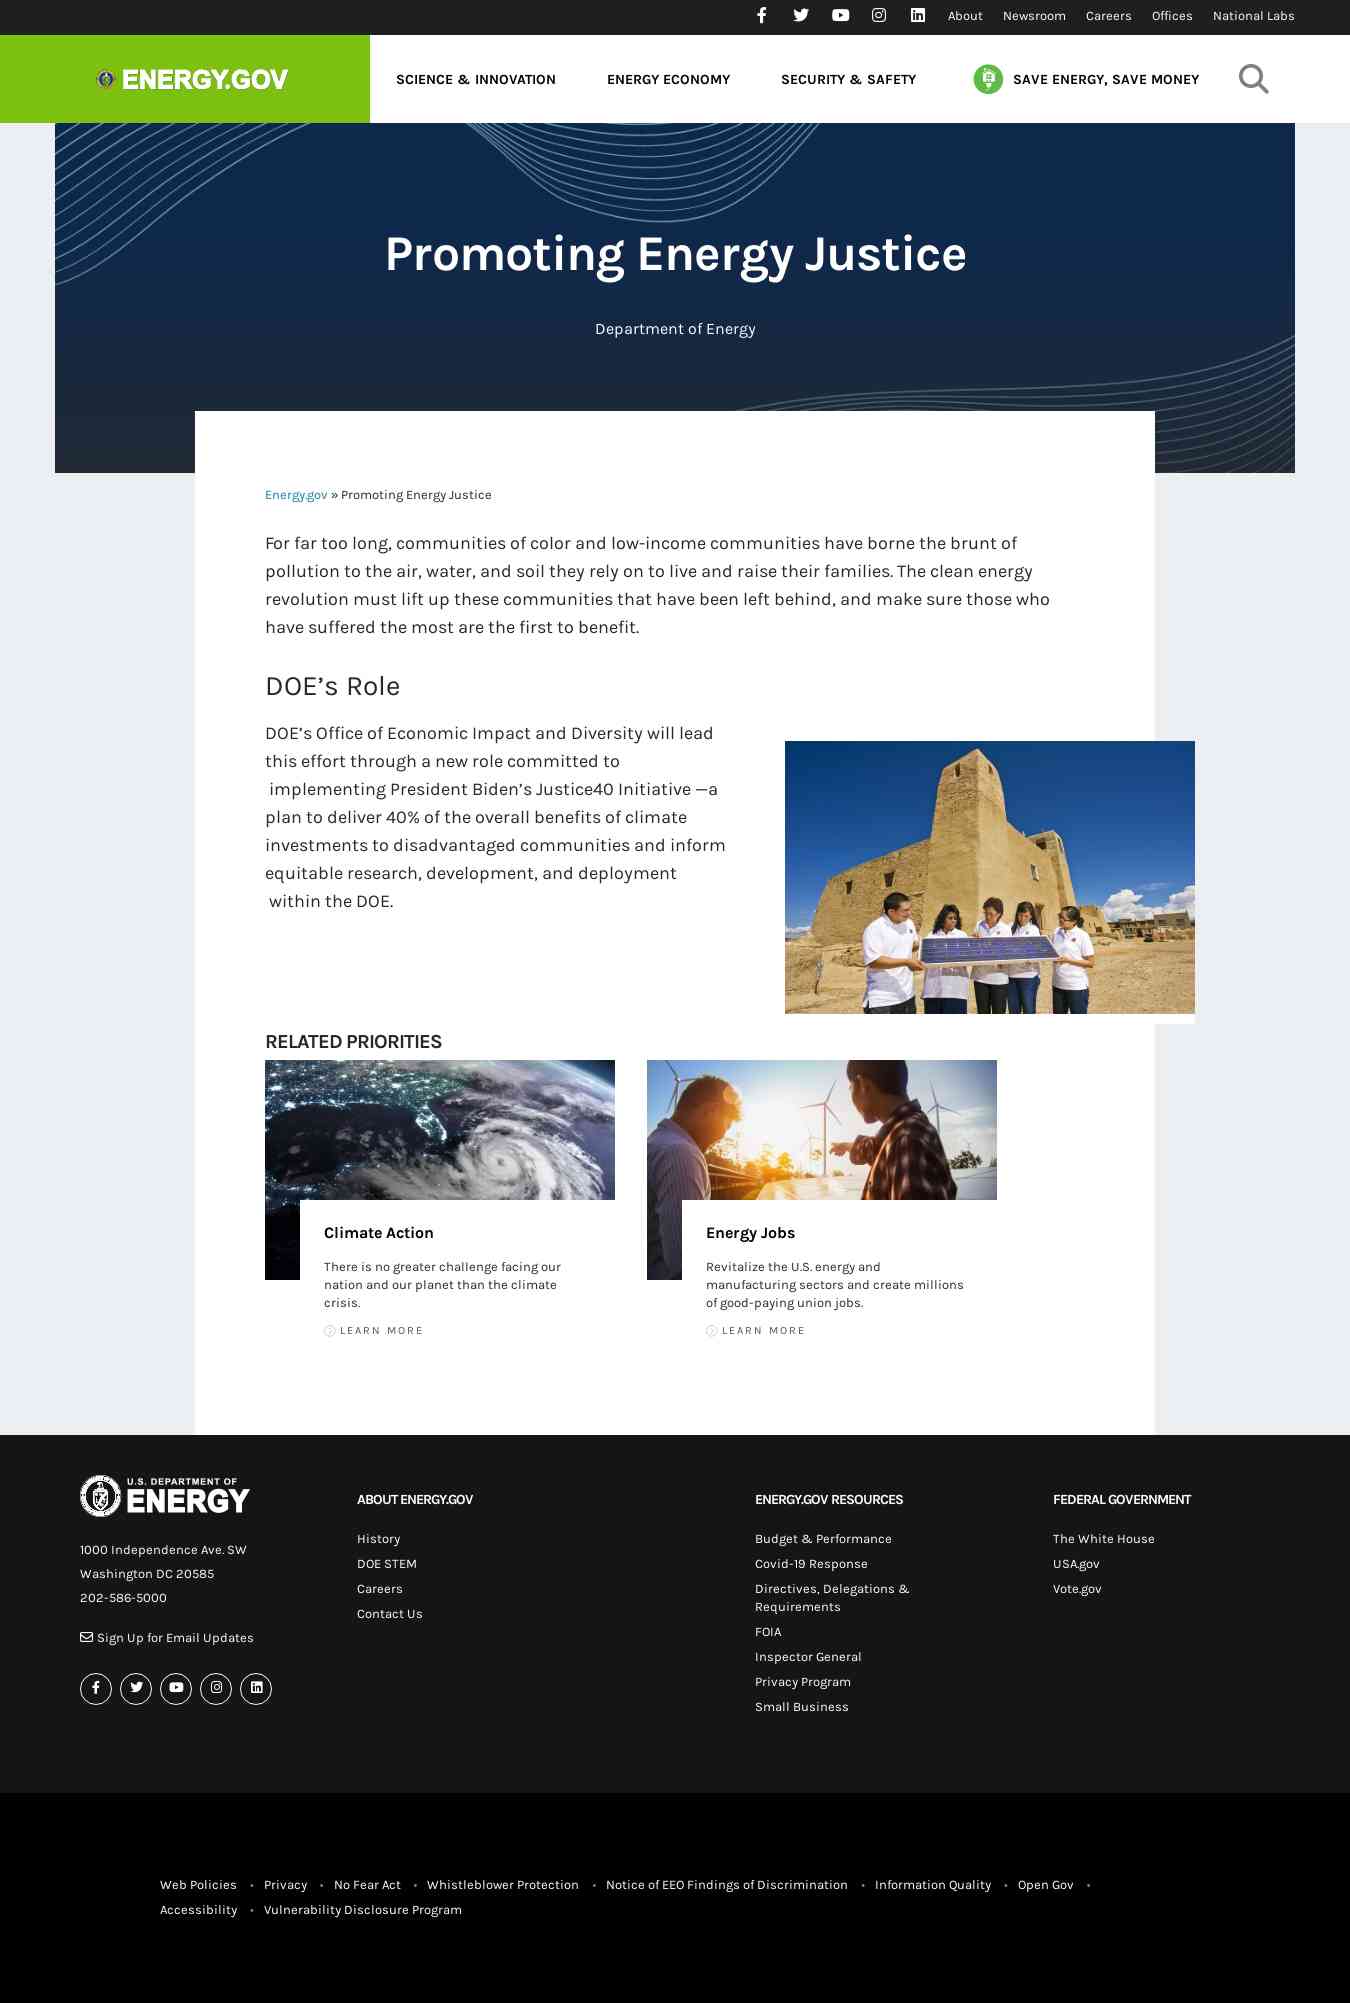 About Newsroom Careers Offices National Labs
ENERGY.GOV
SCIENCE & INNOVATION ENERGY ECONOMY SECURITY & SAFETY SAVE ENERGY, SAVE MONEY
Promoting Energy Justice
Department of Energy
Energy.gov » Promoting Energy Justice
For far too long, communities of color and low-income communities have borne the brunt of
pollution to the air, water, and soil they rely on to live and raise their families. The clean energy
revolution must lift up these communities that have been left behind, and make sure those who
have suffered the most are the first to benefit.
DOE’s Role
DOE’s Office of Economic Impact and Diversity will lead
this effort through a new role committed to
implementing President Biden’s Justice40 Initiative —a
plan to deliver 40% of the overall benefits of climate
investments to disadvantaged communities and inform
equitable research, development, and deployment
within the DOE.
RELATED PRIORITIES
Climate Action
There is no greater challenge facing our
nation and our planet than the climate
crisis.
LEARN MORE
Energy Jobs
Revitalize the U.S. energy and
manufacturing sectors and create millions
of good-paying union jobs.
LEARN MORE
U.S. DEPARTMENT OF
ENERGY
1000 Independence Ave. SW
Washington DC 20585
202-586-5000
Sign Up for Email Updates
ABOUT ENERGY.GOV
History
DOE STEM
Careers
Contact Us
ENERGY.GOV RESOURCES
Budget & Performance
Covid-19 Response
Directives, Delegations &
Requirements
FOIA
Inspector General
Privacy Program
Small Business
FEDERAL GOVERNMENT
The White House
USA.gov
Vote.gov
Web Policies • Privacy • No Fear Act • Whistleblower Protection • Notice of EEO Findings of Discrimination • Information Quality • Open Gov •
Accessibility • Vulnerability Disclosure Program